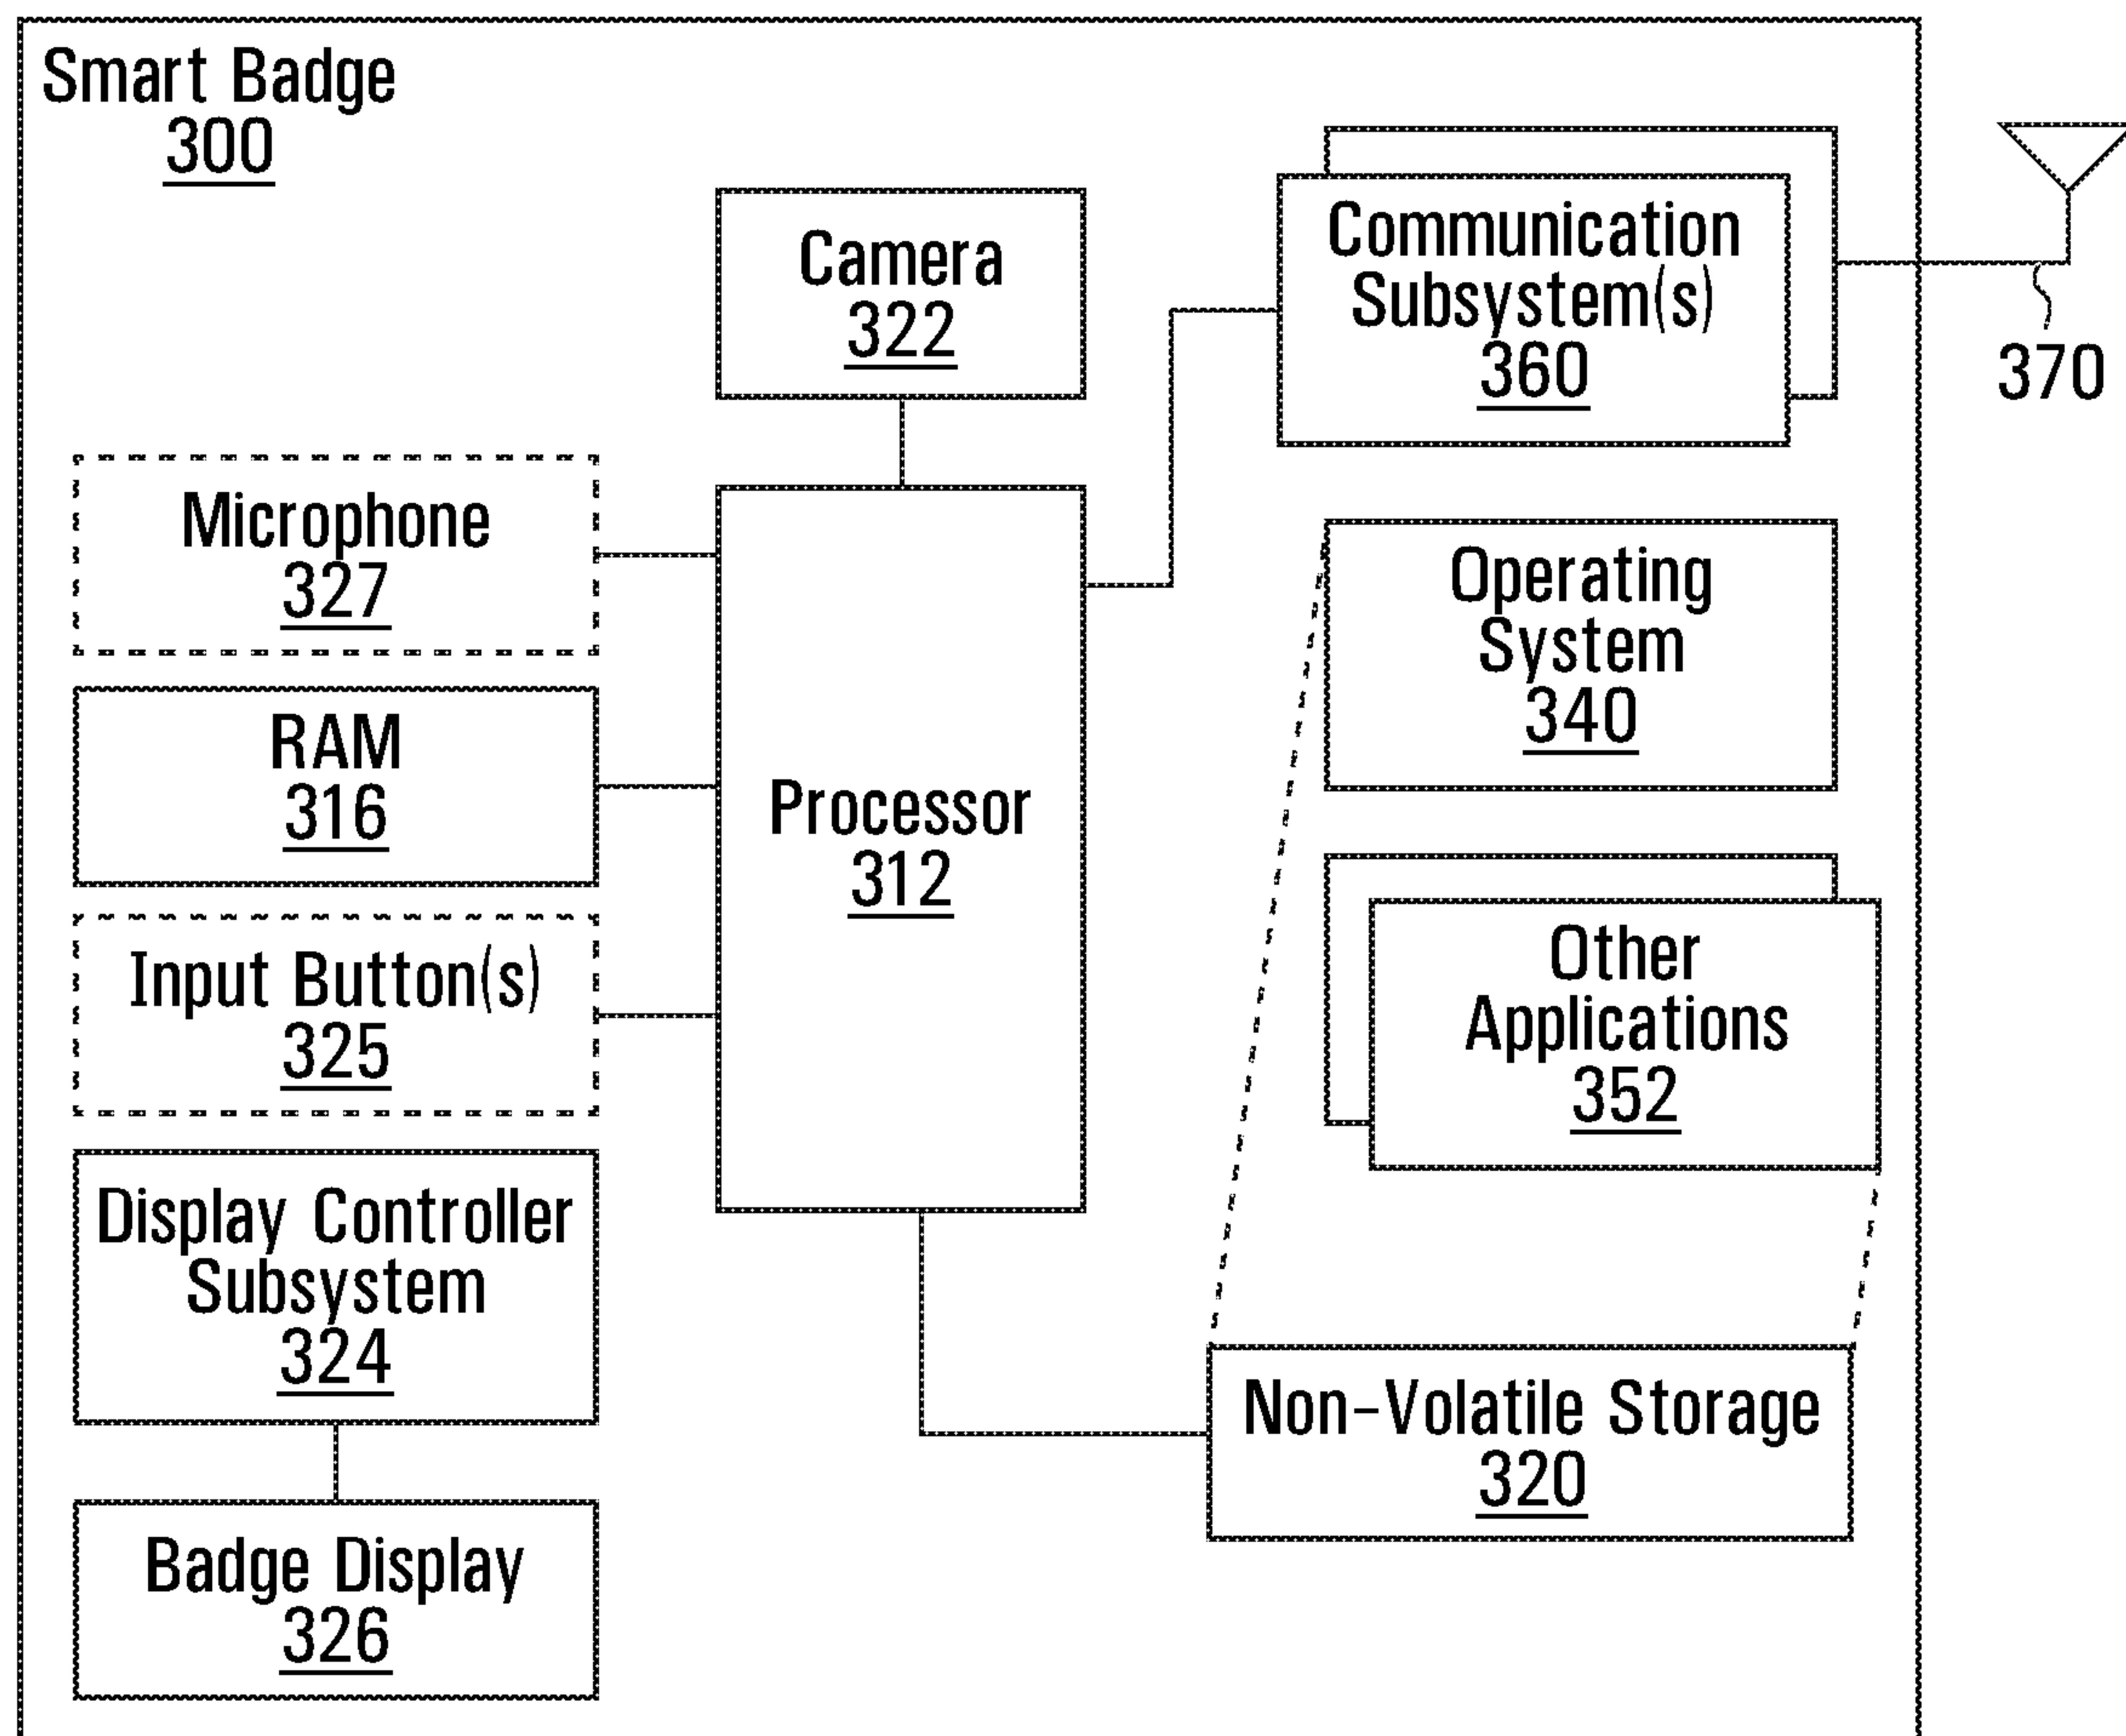 Smart Badge
300
Camera
322
Communication
Subsystem(s)
360
370
Microphone
327
Operating
System
340
RAM
316
Processor
312
Other
Applications
352
Input Button(s)
325
Display Controller
Subsystem
324
Non-Volatile Storage
320
Badge Display
326